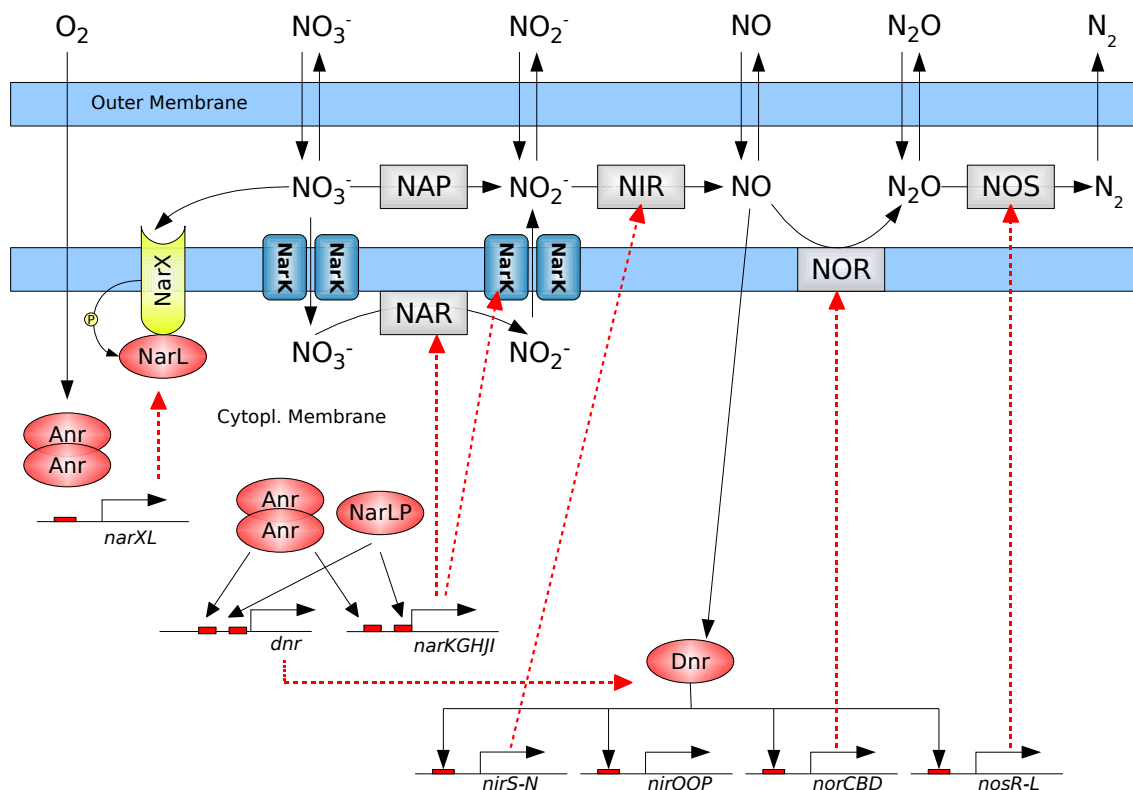 O₂ NO₃⁻ NO₂⁻ NO N₂O N₂
Outer Membrane
NO₃⁻ NAP NO₂⁻ NIR NO N₂O NOS N₂
NarX NarK NarK NarK NarK NOR
P
NAR
NarL NO₃⁻ NO₂⁻
Cytopl. Membrane
Anr
Anr
narXL
Anr
Anr
NarLP
dnr narKGHJI
Dnr
nirS-N nirOOP norCBD nosR-L